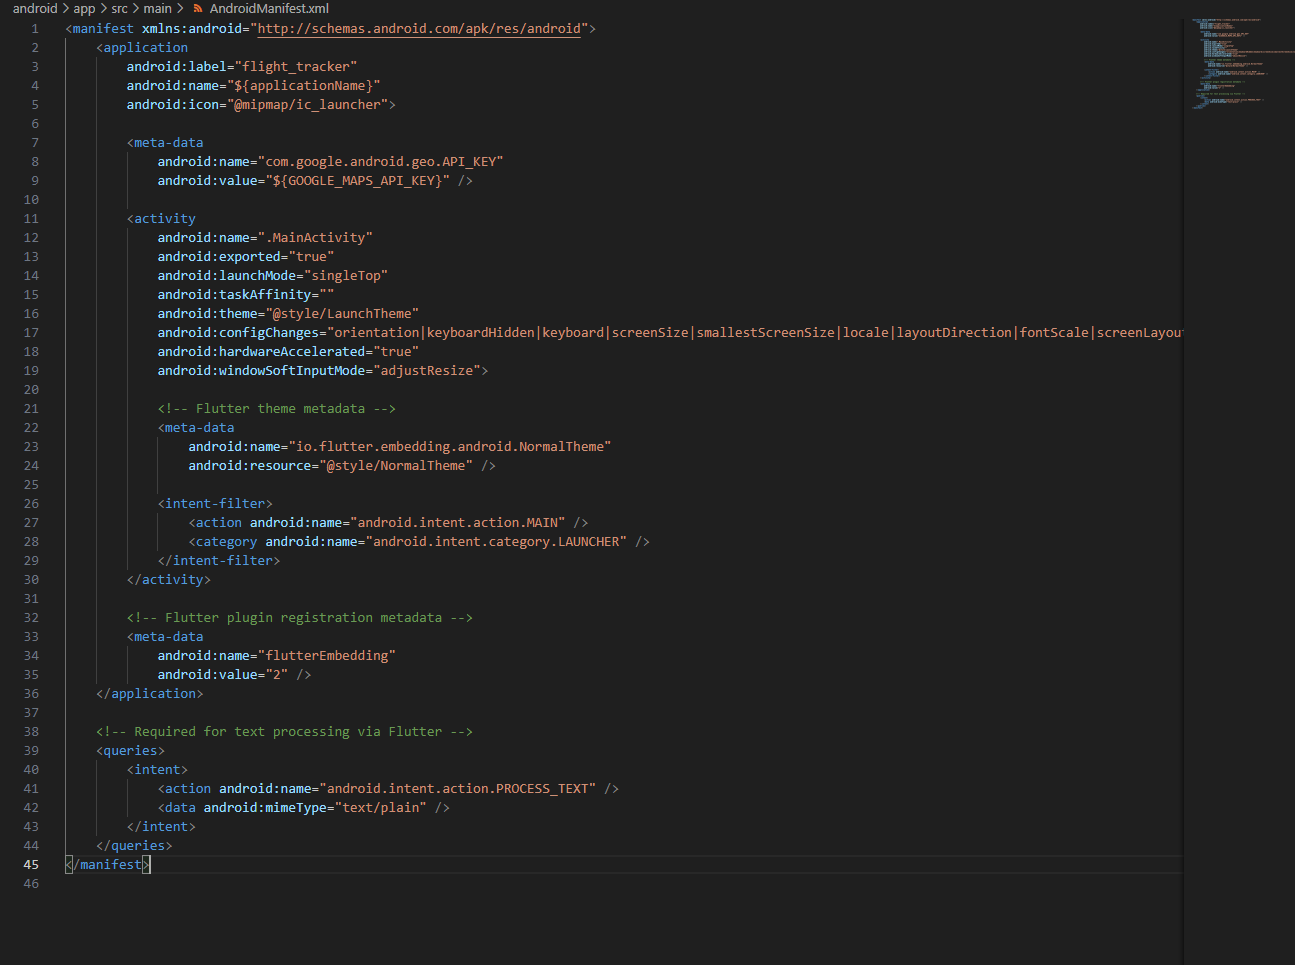 android > app > src > main > AndroidManifest.xml
1 <manifest xmlns:android="http://schemas.android.com/apk/res/android">
2 <application
3 android:label="flight_tracker"
4 android:name="${applicationName}"
5 android:icon="@mipmap/ic_launcher">
6
7 <meta-data
8 android:name="com.google.android.geo.API_KEY"
9 android:value="${GOOGLE_MAPS_API_KEY}" />
10
11 <activity
12 android:name=".MainActivity"
13 android:exported="true"
14 android:launchMode="singleTop"
15 android:taskAffinity=""
16 android:theme="@style/LaunchTheme"
17 android:configChanges="orientation|keyboardHidden|keyboard|screenSize|smallestScreenSize|locale|layoutDirection|fontScale|screenLayou
18 android:hardwareAccelerated="true"
19 android:windowSoftInputMode="adjustResize">
20
21 <!-- Flutter theme metadata -->
22 <meta-data
23 android:name="io.flutter.embedding.android.NormalTheme"
24 android:resource="@style/NormalTheme" />
25
26 <intent-filter>
27 <action android:name="android.intent.action.MAIN" />
28 <category android:name="android.intent.category.LAUNCHER" />
29 </intent-filter>
30 </activity>
31
32 <!-- Flutter plugin registration metadata -->
33 <meta-data
34 android:name="flutterEmbedding"
35 android:value="2" />
36 </application>
37
38 <!-- Required for text processing via Flutter -->
39 <queries>
40 <intent>
41 <action android:name="android.intent.action.PROCESS_TEXT" />
42 <data android:mimeType="text/plain" />
43 </intent>
44 </queries>
45 </manifest>
46